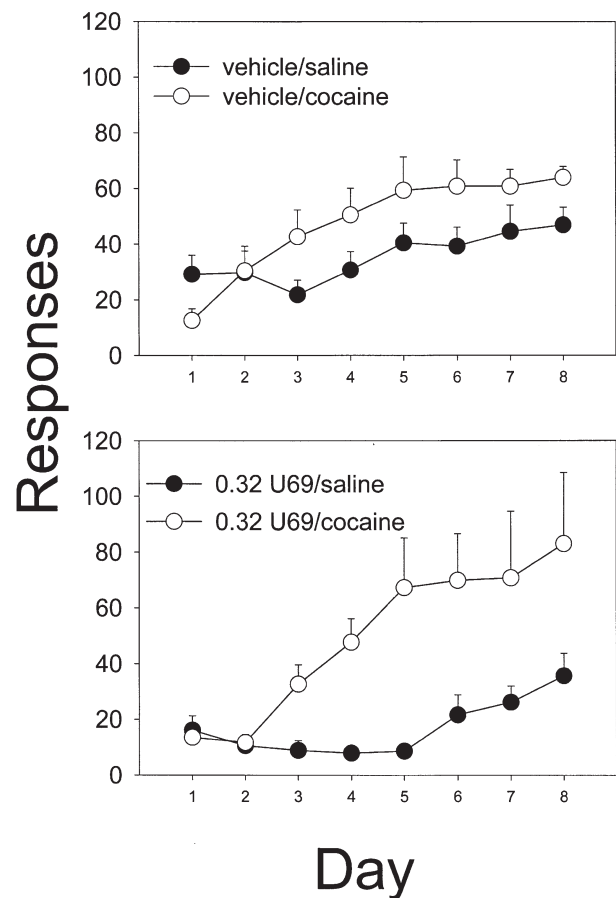 120
100
80
60
40
20
0
vehicle/saline
vehicle/cocaine
1 2 3 4 5 6 7 8
Responses
120
100
80
60
40
20
0
0.32 U69/saline
0.32 U69/cocaine
1 2 3 4 5 6 7 8
Day